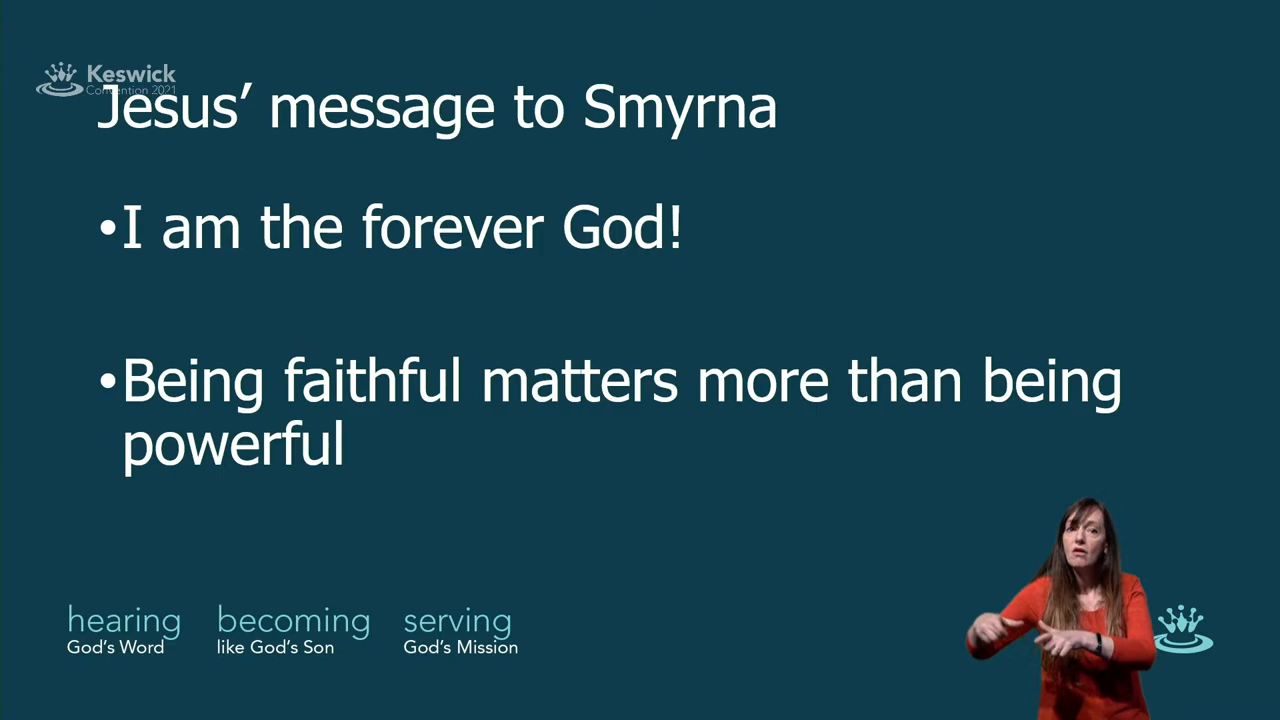 Keswick
Convention 2021
Jesus’ message to Smyrna
•I am the forever God!
•Being faithful matters more than being
powerful
hearing becoming serving
God's Word like God's Son God's Mission